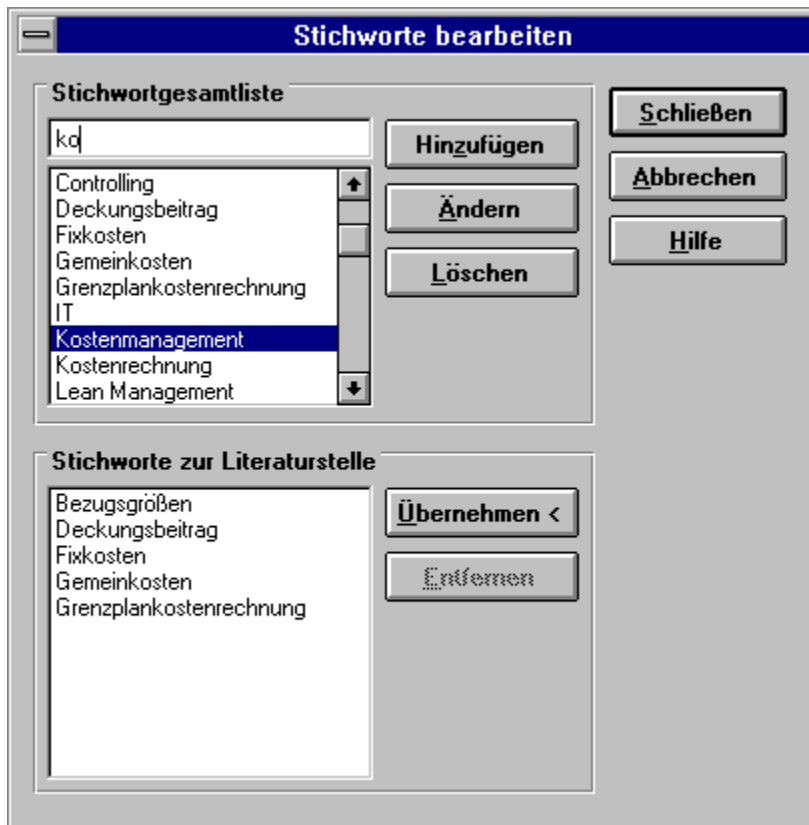 Stichworte bearbeiten
Stichwortgesamtliste
ko
Hinzufügen
Ändern
Löschen
Schließen
Abbrechen
Hilfe
Controlling
Deckungsbeitrag
Fixkosten
Gemeinkosten
Grenzplankostenrechnung
IT
Kostenmanagement
Kostenrechnung
Lean Management
Stichworte zur Literaturstelle
Bezugsgrößen
Deckungsbeitrag
Fixkosten
Gemeinkosten
Grenzplankostenrechnung
Übernehmen <
Entfernen